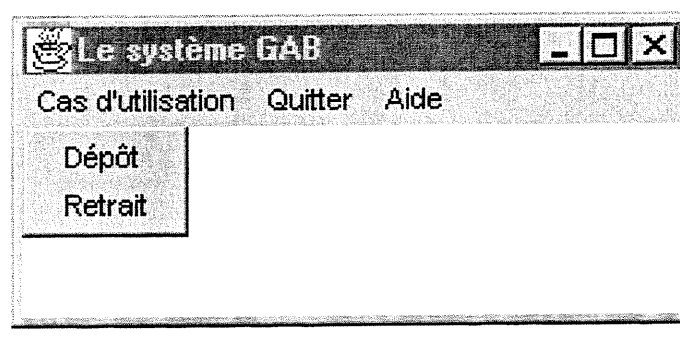 Le système GAB
Cas d'utilisation Quitter Aide
Dépôt
Retrait